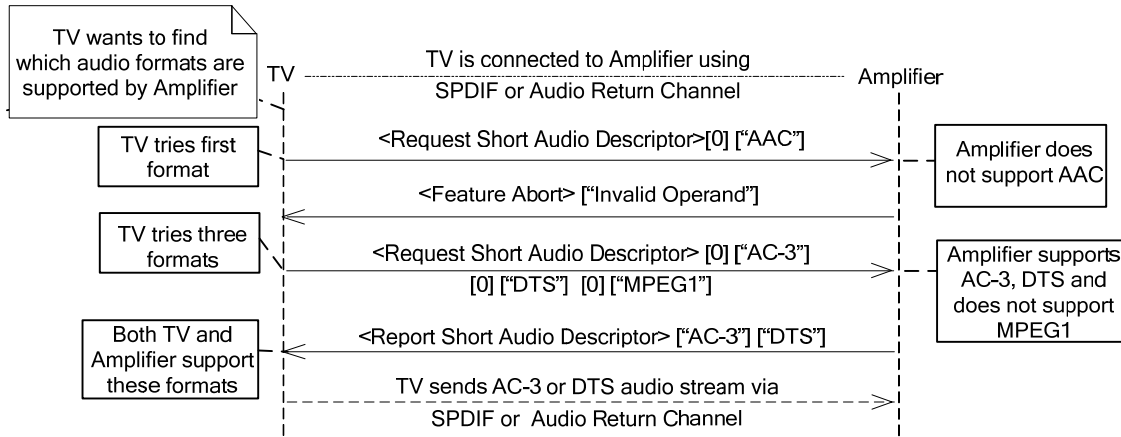 TV wants to find
which audio formats are
supported by Amplifier
TV
TV is connected to Amplifier using
SPDIF or Audio Return Channel
Amplifier
TV tries first
format
<Request Short Audio Descriptor>[0] [“AAC”]
Amplifier does
not support AAC
<Feature Abort> [“Invalid Operand”]
TV tries three
formats
<Request Short Audio Descriptor> [0] [“AC-3”]
[0] [“DTS”] [0] [“MPEG1”]
Amplifier supports
AC-3, DTS and
does not support
MPEG1
Both TV and
Amplifier support
these formats
<Report Short Audio Descriptor> [“AC-3”] [“DTS”]
TV sends AC-3 or DTS audio stream via
SPDIF or Audio Return Channel